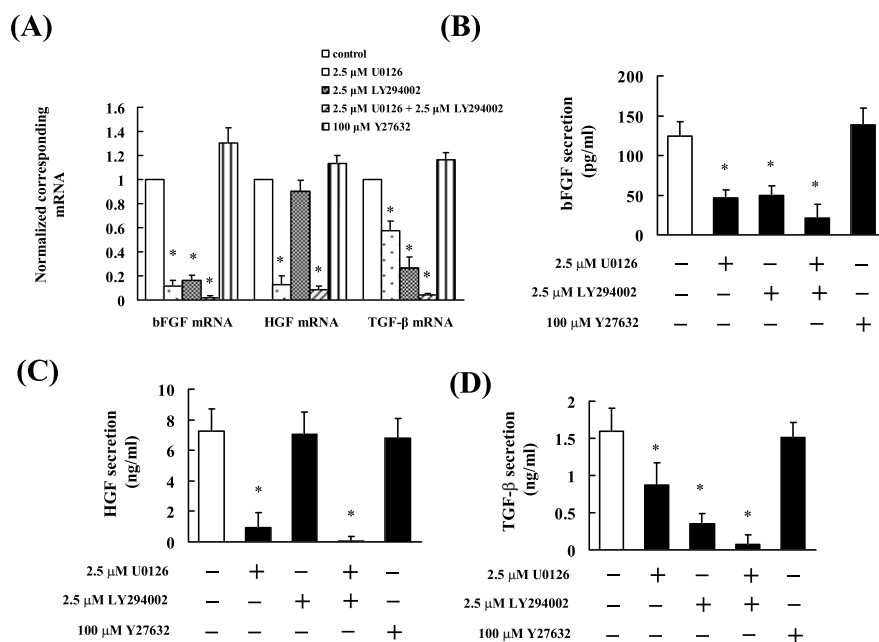 (A)
control
2.5 μM U0126
2.5 μM LY294002
2.5 μM U0126 + 2.5 μM LY294002
100 μM Y27632
Normalized corresponding
mRNA
1.6
1.4
1.2
1
0.8
0.6
0.4
0.2
0
* * *
* *
* * *
bFGF mRNA HGF mRNA TGF-β mRNA
(B)
bFGF secretion
(pg/ml)
200
150
100
50
0
* * *
2.5 μM U0126 − + − + −
2.5 μM LY294002 − − + + −
100 μM Y27632 − − − − +
(C)
HGF secretion
(ng/ml)
10
8
6
4
2
0
* *
2.5 μM U0126 − + − + −
2.5 μM LY294002 − − + + −
100 μM Y27632 − − − − +
(D)
TGF-β secretion
(ng/ml)
2
1.5
1
0.5
0
* * *
2.5 μM U0126 − + − + −
2.5 μM LY294002 − − + + −
100 μM Y27632 − − − − +